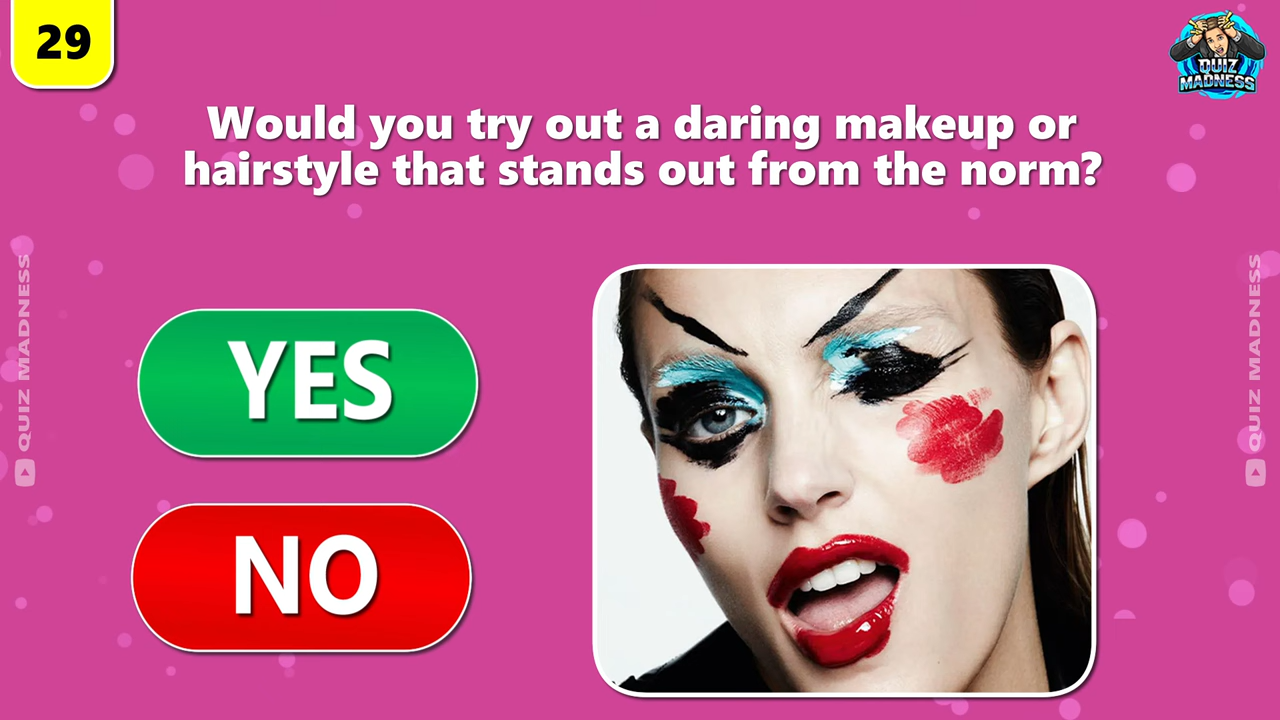 29
QUIZ
MADNESS
Would you try out a daring makeup or
hairstyle that stands out from the norm?
YES
NO
QUIZ MADNESS
QUIZ MADNESS